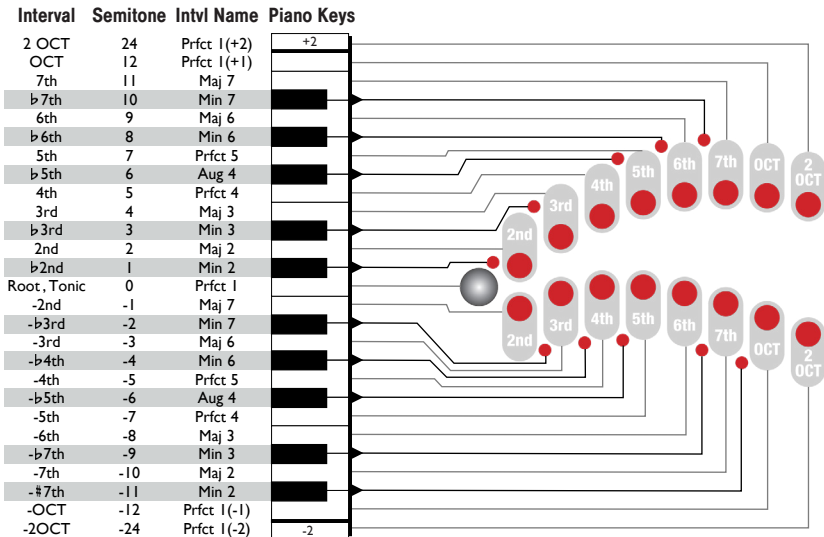 Interval Semitone Intvl Name Piano Keys
2 OCT 24 Prfct 1(+2) +2
OCT 12 Prfct 1(+1)
7th 11 Maj 7
♭7th 10 Min 7
6th 9 Maj 6
♭6th 8 Min 6
5th 7 Prfct 5
♭5th 6 Aug 4
4th 5 Prfct 4
3rd 4 Maj 3
♭3rd 3 Min 3
2nd 2 Maj 2
♭2nd 1 Min 2
Root, Tonic 0 Prfct 1
-2nd -1 Maj 7
-♭3rd -2 Min 7
-3rd -3 Maj 6
-♭4th -4 Min 6
-4th -5 Prfct 5
-♭5th -6 Aug 4
-5th -7 Prfct 4
-6th -8 Maj 3
-♭7th -9 Min 3
-7th -10 Maj 2
-#7th -11 Min 2
-OCT -12 Prfct 1(-1)
-2OCT -24 Prfct 1(-2) -2
2nd
3rd
4th
5th
6th
7th
OCT
2
OCT
2nd
3rd
4th
5th
6th
7th
OCT
2
OCT